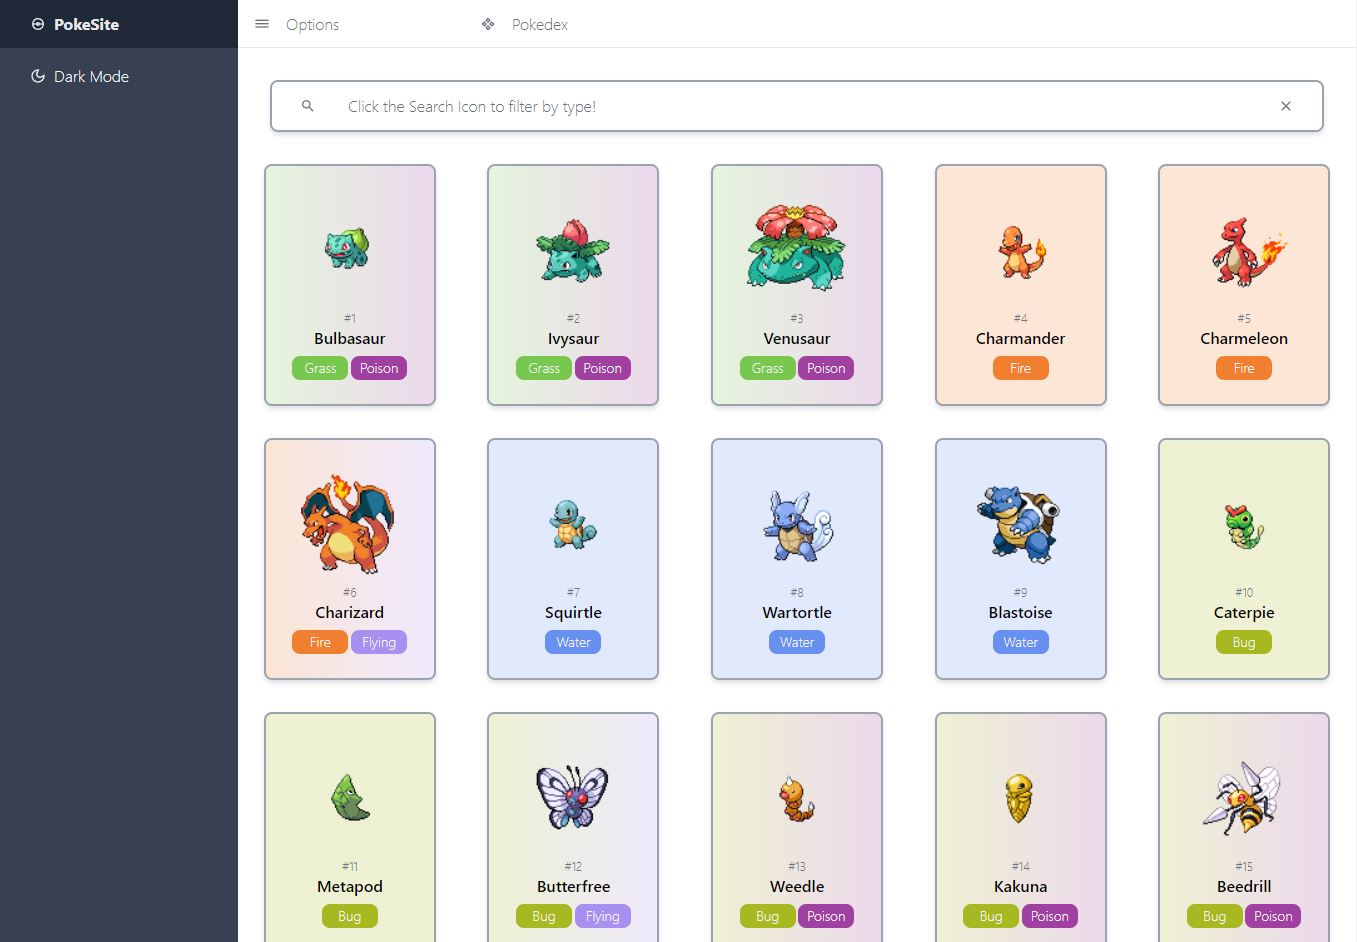 PokeSite
Options
Pokedex
Dark Mode
Click the Search Icon to filter by type!
#1
Bulbasaur
Grass Poison
#2
Ivysaur
Grass Poison
#3
Venusaur
Grass Poison
#4
Charmander
Fire
#5
Charmeleon
Fire
#6
Charizard
Fire Flying
#7
Squirtle
Water
#8
Wartortle
Water
#9
Blastoise
Water
#10
Caterpie
Bug
#11
Metapod
Bug
#12
Butterfree
Bug Flying
#13
Weedle
Bug Poison
#14
Kakuna
Bug Poison
#15
Beedrill
Bug Poison